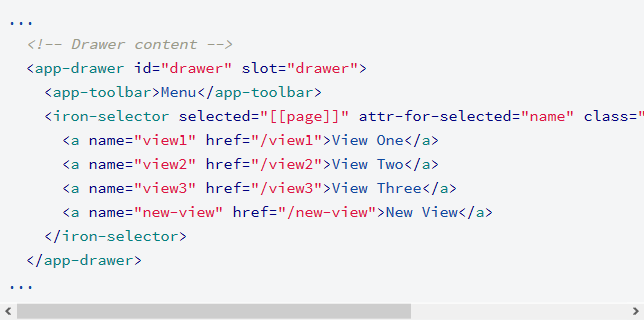 ...
<!-- Drawer content -->
<app-drawer id="drawer" slot="drawer">
<app-toolbar>Menu</app-toolbar>
<iron-selector selected="[[page]]" attr-for-selected="name" class="
<a name="view1" href="/view1">View One</a>
<a name="view2" href="/view2">View Two</a>
<a name="view3" href="/view3">View Three</a>
<a name="new-view" href="/new-view">New View</a>
</iron-selector>
</app-drawer>
...